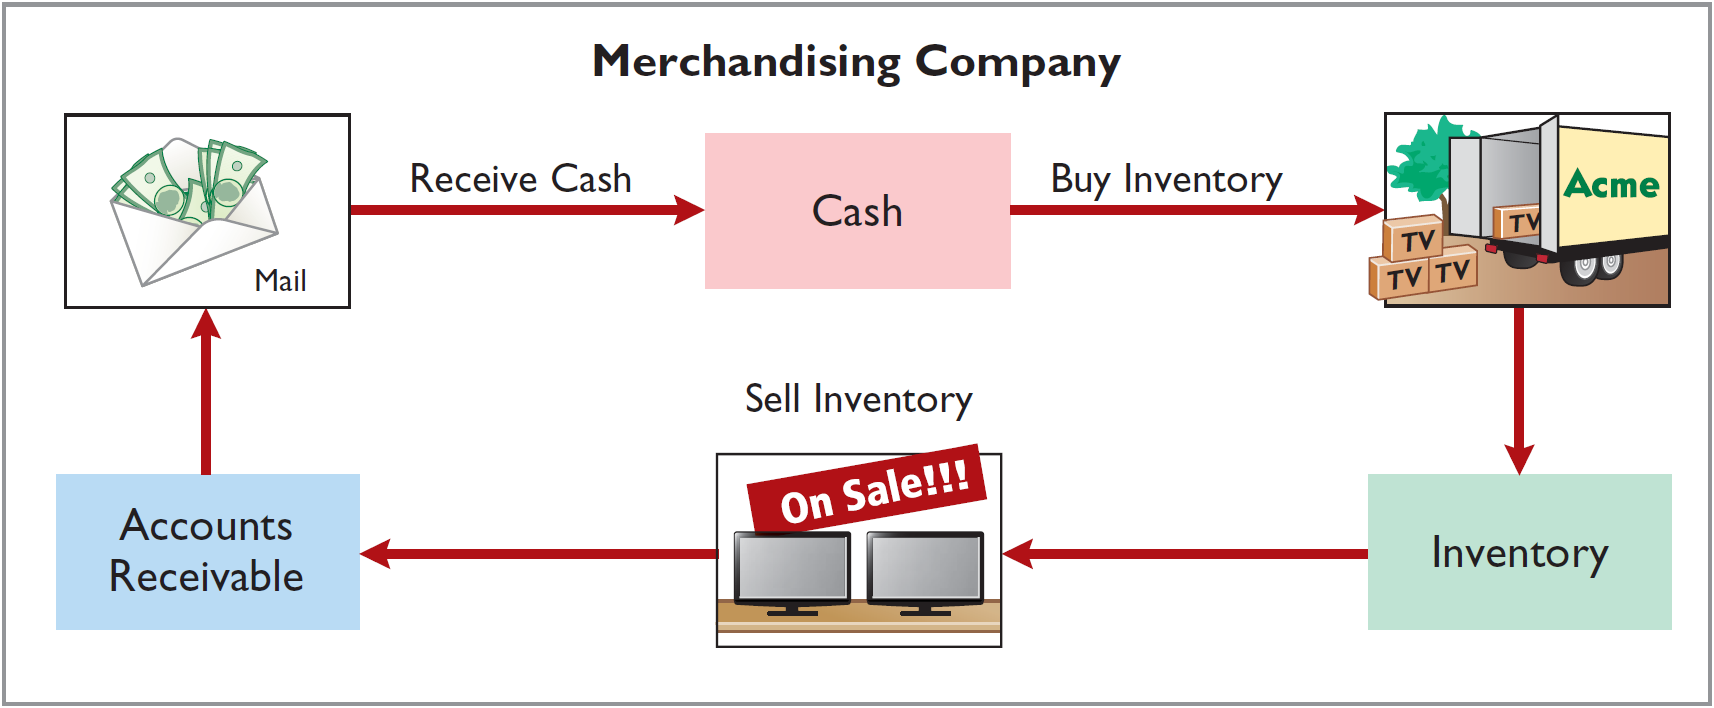 Merchandising Company
Mail
Receive Cash
Cash
Buy Inventory
Acme
TV
TV
TV
TV
Sell Inventory
On Sale!!!
Accounts
Receivable
Inventory